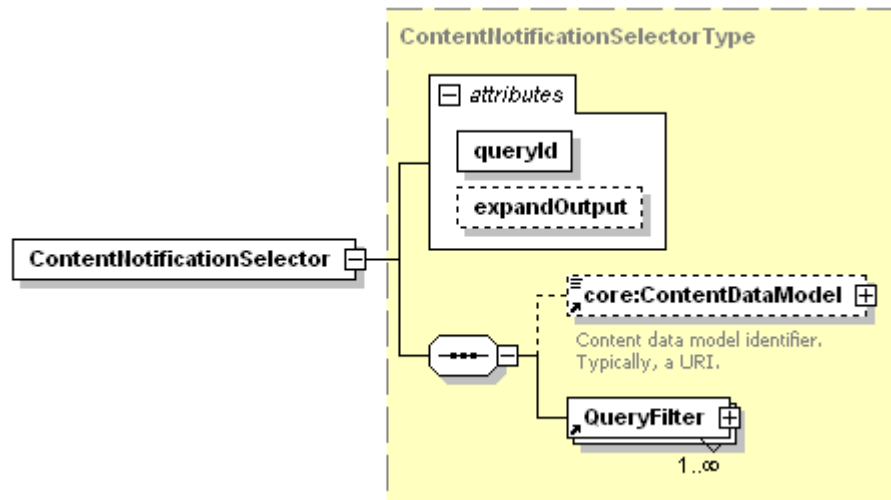 ContentNotificationSelectorType
attributes
queryId
expandOutput
ContentNotificationSelector
core:ContentDataModel
Content data model identifier.
Typically, a URI.
QueryFilter
1..∞